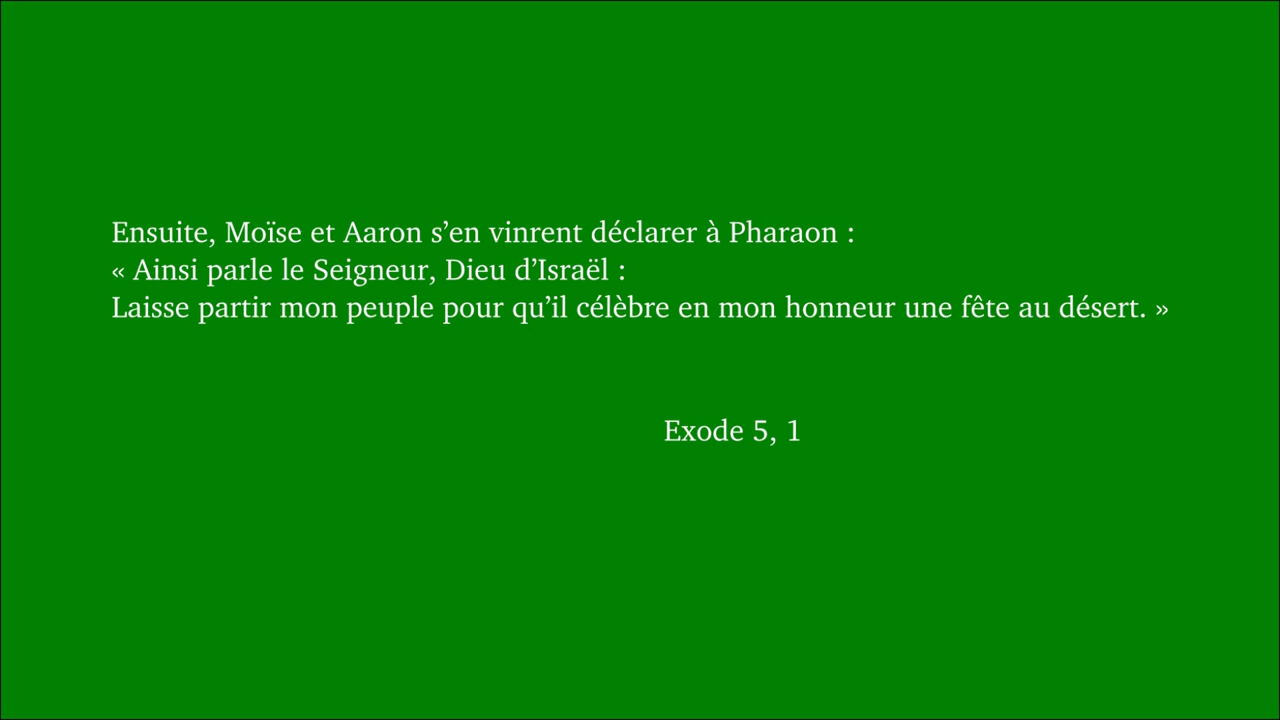 Ensuite, Moïse et Aaron s’en vinrent déclarer à Pharaon :
« Ainsi parle le Seigneur, Dieu d’Israël :
Laisse partir mon peuple pour qu’il célèbre en mon honneur une fête au désert. »
Exode 5, 1